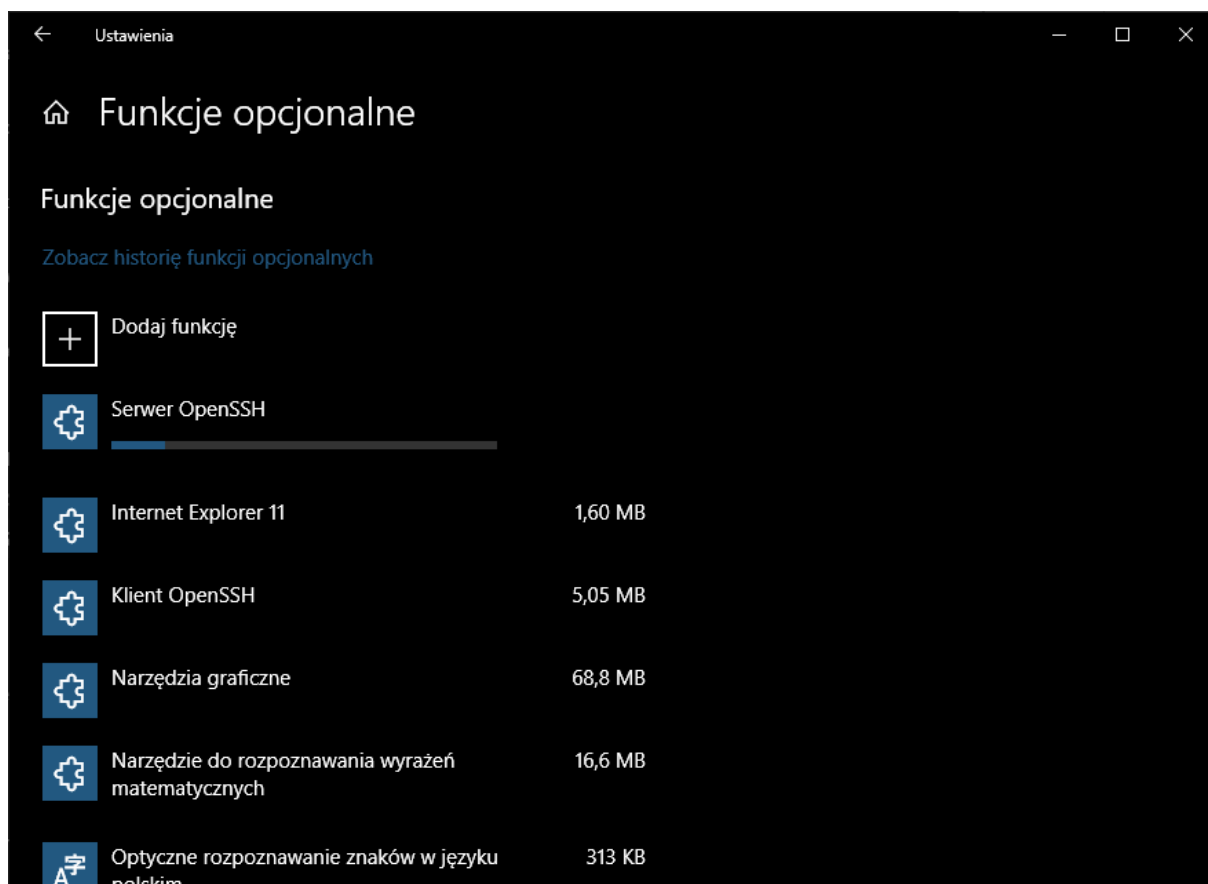 Ustawienia
Funkcje opcjonalne
Funkcje opcjonalne
Zobacz historię funkcji opcjonalnych
Dodaj funkcję
Serwer OpenSSH
Internet Explorer 11 1,60 MB
Klient OpenSSH 5,05 MB
Narzędzia graficzne 68,8 MB
Narzędzie do rozpoznawania wyrażeń 16,6 MB
matematycznych
Optyczne rozpoznawanie znaków w języku 313 KB
polskim